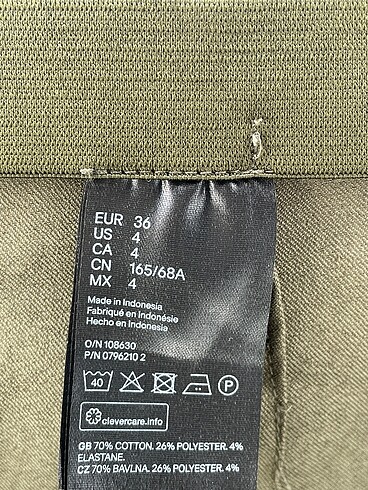 EUR 36
US 4
CA 4
CN 165/68A
MX 4
Made in Indonesia
Fabriqué en Indonésie
Hecho en Indonesia
O/N 108630
P/N 0796210 2
40 P
clevercare.info
GB 70% COTTON. 26% POLYESTER. 4%
ELASTANE.
CZ 70% BAVLNA. 26% POLYESTER. 4%